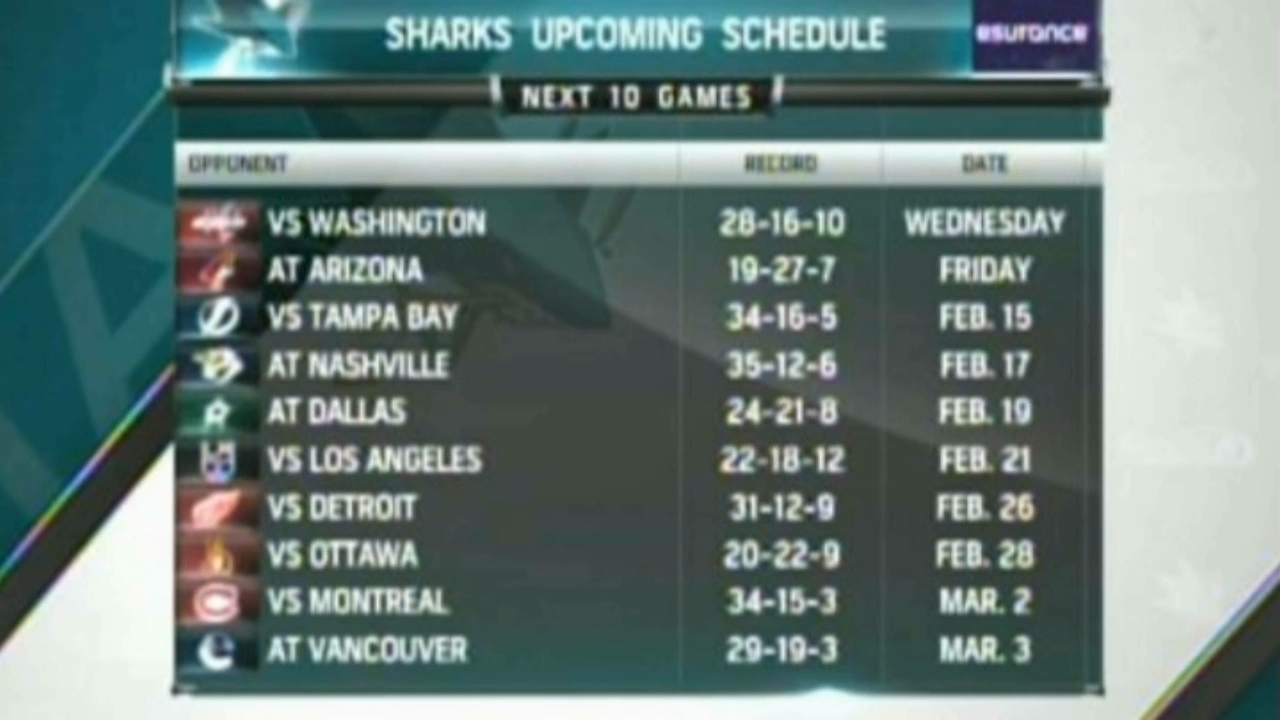 SHARKS UPCOMING SCHEDULE
esurance
NEXT 10 GAMES
OPPONENT RECORD DATE
VS WASHINGTON 28-16-10 WEDNESDAY
AT ARIZONA 19-27-7 FRIDAY
VS TAMPA BAY 34-16-5 FEB. 15
AT NASHVILLE 35-12-6 FEB. 17
AT DALLAS 24-21-8 FEB. 19
VS LOS ANGELES 22-18-12 FEB. 21
VS DETROIT 31-12-9 FEB. 26
VS OTTAWA 20-22-9 FEB. 28
VS MONTREAL 34-15-3 MAR. 2
AT VANCOUVER 29-19-3 MAR. 3